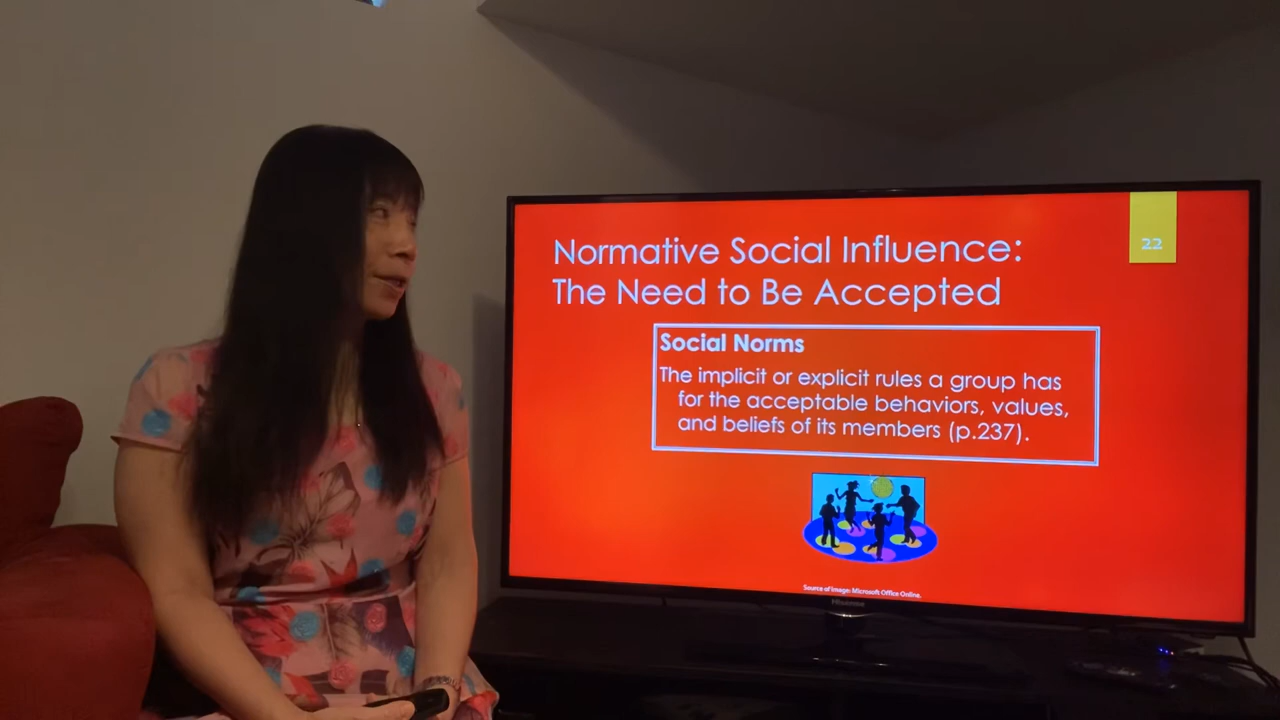 22
Normative Social Influence:
The Need to Be Accepted
Social Norms
The implicit or explicit rules a group has
for the acceptable behaviors, values,
and beliefs of its members (p.237).
Source of Image: Microsoft Office Online.
Hisense